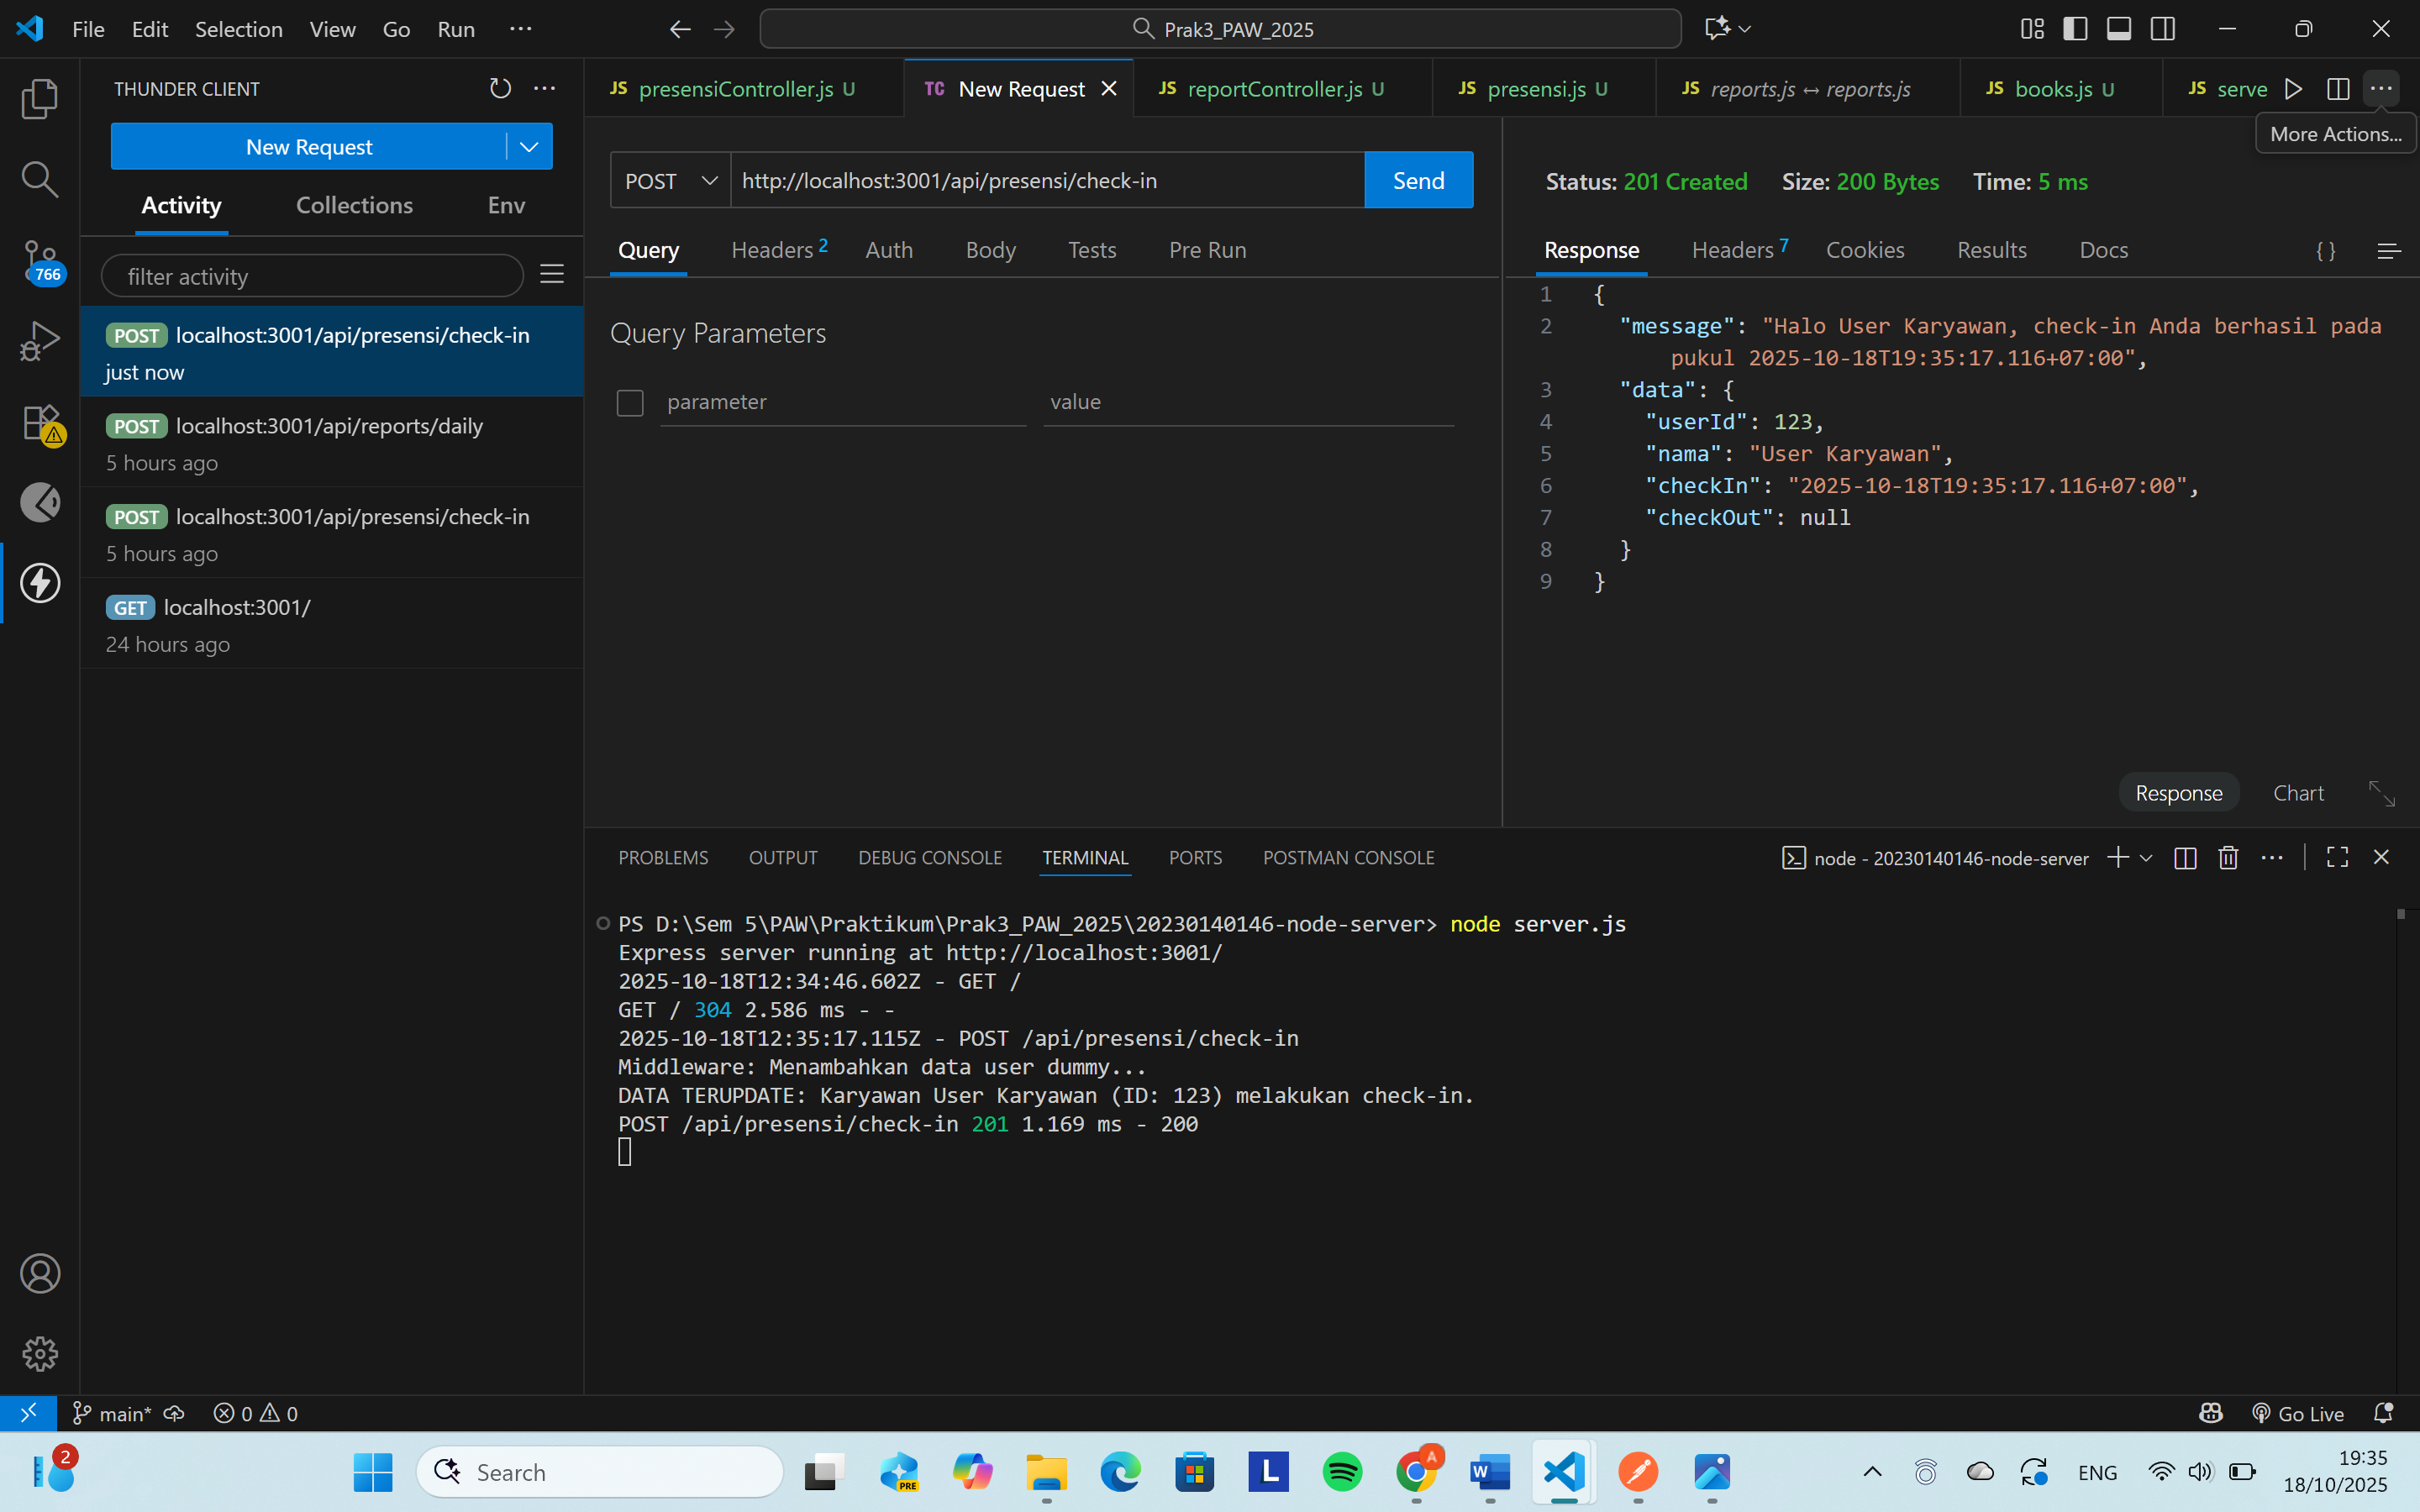 File Edit Selection View Go Run ···
Prak3_PAW_2025
THUNDER CLIENT
JS presensiController.js U
TC New Request
JS reportController.js U
JS presensi.js U
JS reports.js ↔ reports.js
JS books.js U
JS serve
More Actions...
New Request
Activity Collections Env
filter activity
POST localhost:3001/api/presensi/check-in
just now
POST localhost:3001/api/reports/daily
5 hours ago
POST localhost:3001/api/presensi/check-in
5 hours ago
GET localhost:3001/
24 hours ago
766
POST http://localhost:3001/api/presensi/check-in Send
Query Headers 2 Auth Body Tests Pre Run
Query Parameters
parameter value
Status: 201 Created Size: 200 Bytes Time: 5 ms
Response Headers 7 Cookies Results Docs { }
1 {
2 "message": "Halo User Karyawan, check-in Anda berhasil pada
pukul 2025-10-18T19:35:17.116+07:00",
3 "data": {
4 "userId": 123,
5 "nama": "User Karyawan",
6 "checkIn": "2025-10-18T19:35:17.116+07:00",
7 "checkOut": null
8 }
9 }
Response Chart
PROBLEMS OUTPUT DEBUG CONSOLE TERMINAL PORTS POSTMAN CONSOLE
node - 20230140146-node-server
PS D:\Sem 5\PAW\Praktikum\Prak3_PAW_2025\20230140146-node-server> node server.js
Express server running at http://localhost:3001/
2025-10-18T12:34:46.602Z - GET /
GET / 304 2.586 ms - -
2025-10-18T12:35:17.115Z - POST /api/presensi/check-in
Middleware: Menambahkan data user dummy...
DATA TERUPDATE: Karyawan User Karyawan (ID: 123) melakukan check-in.
POST /api/presensi/check-in 201 1.169 ms - 200
main* 0 0
Go Live
2
Search
PRE
L
A
W
ENG
19:35
18/10/2025